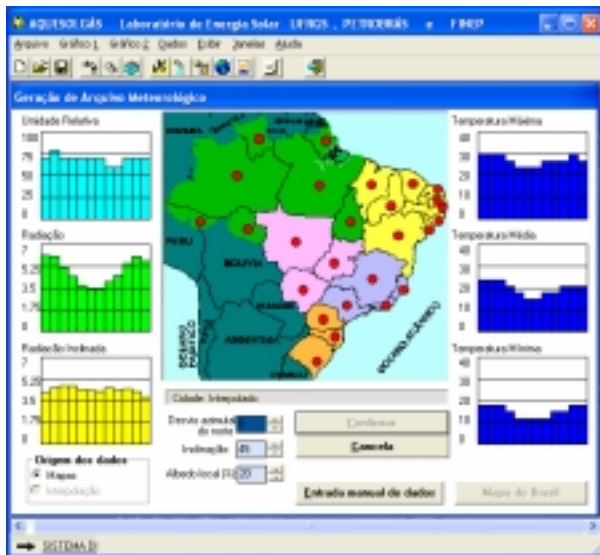 AQUESOLGÁS Laboratório de Energia Solar UFRGS, PETROBRÁS e FINEP
Arquivo Gráfico 1 Gráfico 2 Dados Exibir Janelas Ajuda
Geração de Arquivo Meteorológico
Umidade Relativa
100
75
50
25
0
Radiação
7
5.25
3.5
1.75
0
Radiação Inclinada
7
5.25
3.5
1.75
0
PERU
BOLIVIA
ARGENTINA
OCEANO PACÍFICO
OCEANO ATLÂNTICO
Temperatura Máxima
40
30
20
10
0
Temperatura Média
40
30
20
10
0
Temperatura Mínima
40
30
20
10
0
Cidade: Interpolado
Desvio azimutal do norte
Inclinação 45
Albedo local (%) 20
Confirmar
Cancela
Entrada manual de dados
Mapa do Brasil
Origem dos dados
Mapas
Interpolação
SISTEMA